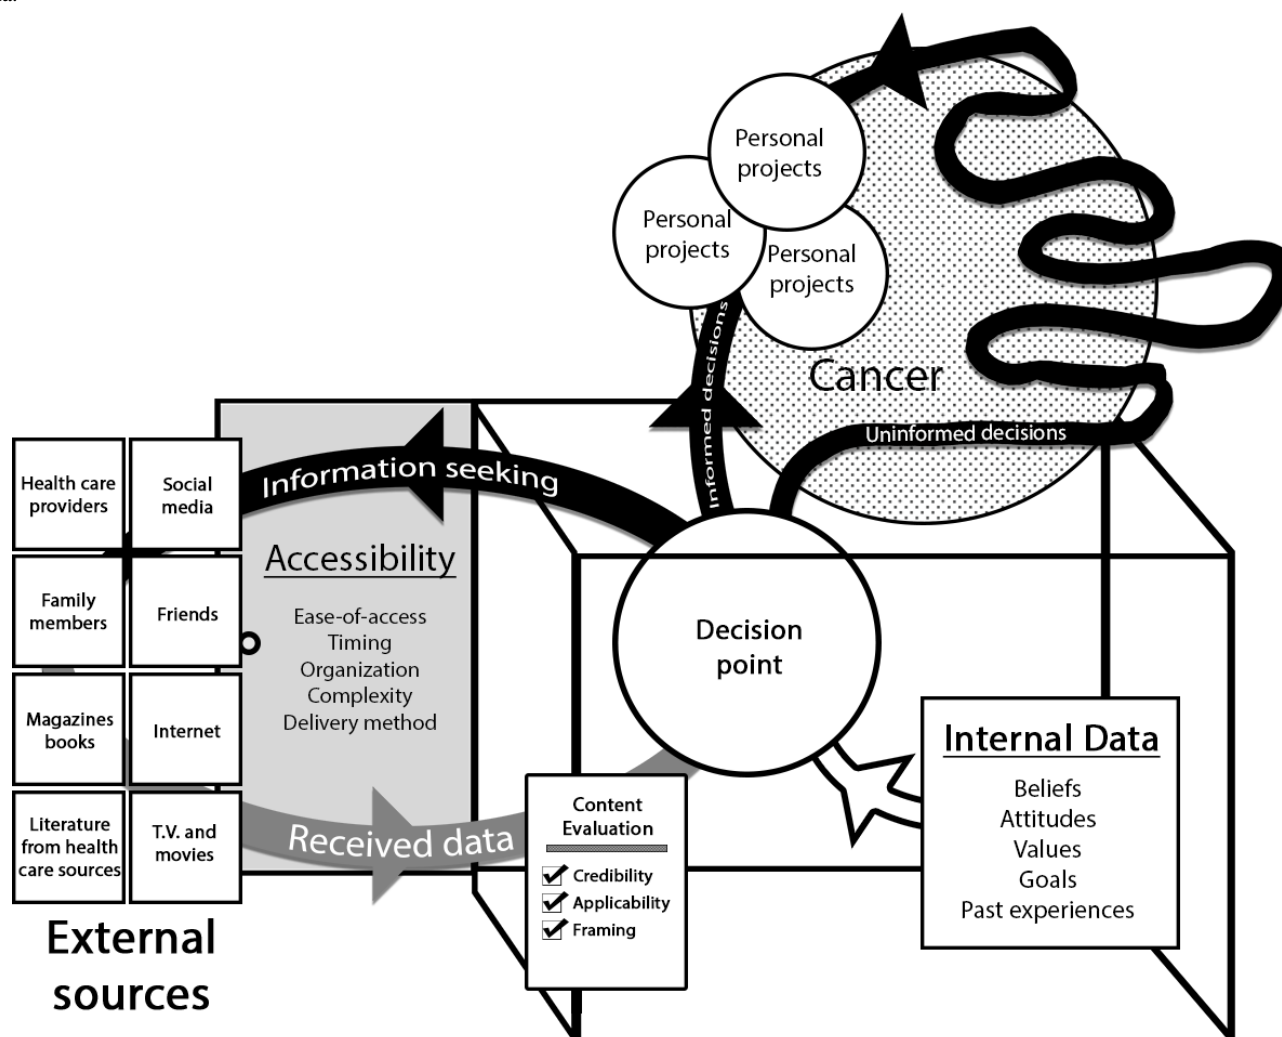 Personal
projects
Personal
projects
Personal
projects
Cancer
Informed decisions
Uninformed decisions
Information seeking
Health care
providers
Social
media
Family
members
Friends
Magazines
books
Internet
Literature
from health
care sources
T.V. and
movies
External
sources
Accessibility
Ease-of-access
Timing
Organization
Complexity
Delivery method
Received data
Decision
point
Content
Evaluation
Credibility
Applicability
Framing
Internal Data
Beliefs
Attitudes
Values
Goals
Past experiences